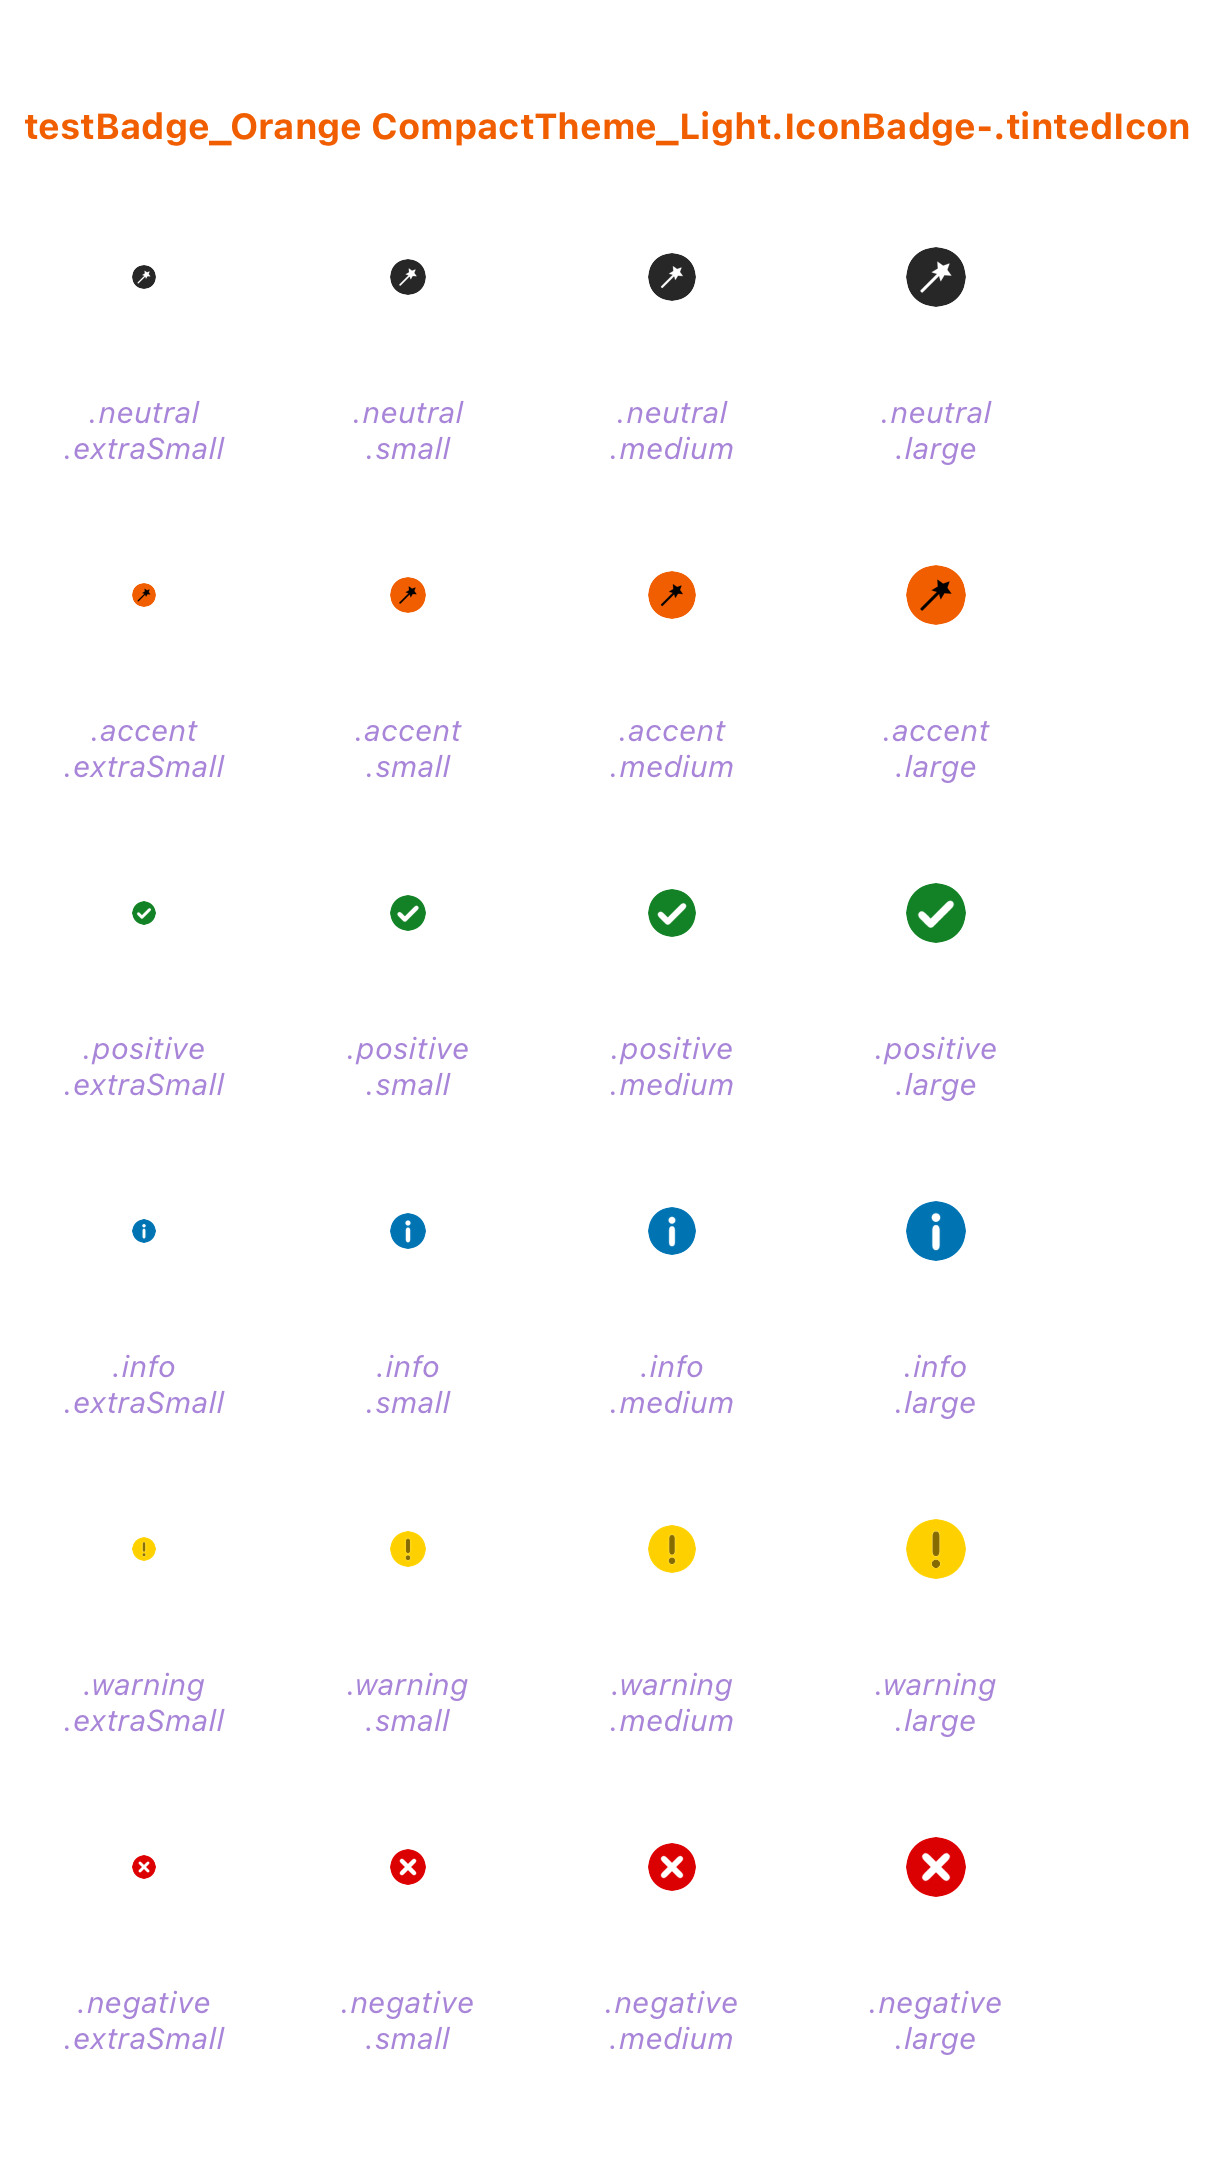 testBadge_Orange CompactTheme_Light.IconBadge-.tintedIcon
.neutral .neutral .neutral .neutral
.extraSmall .small .medium .large
.accent .accent .accent .accent
.extraSmall .small .medium .large
.positive .positive .positive .positive
.extraSmall .small .medium .large
.info .info .info .info
.extraSmall .small .medium .large
.warning .warning .warning .warning
.extraSmall .small .medium .large
.negative .negative .negative .negative
.extraSmall .small .medium .large